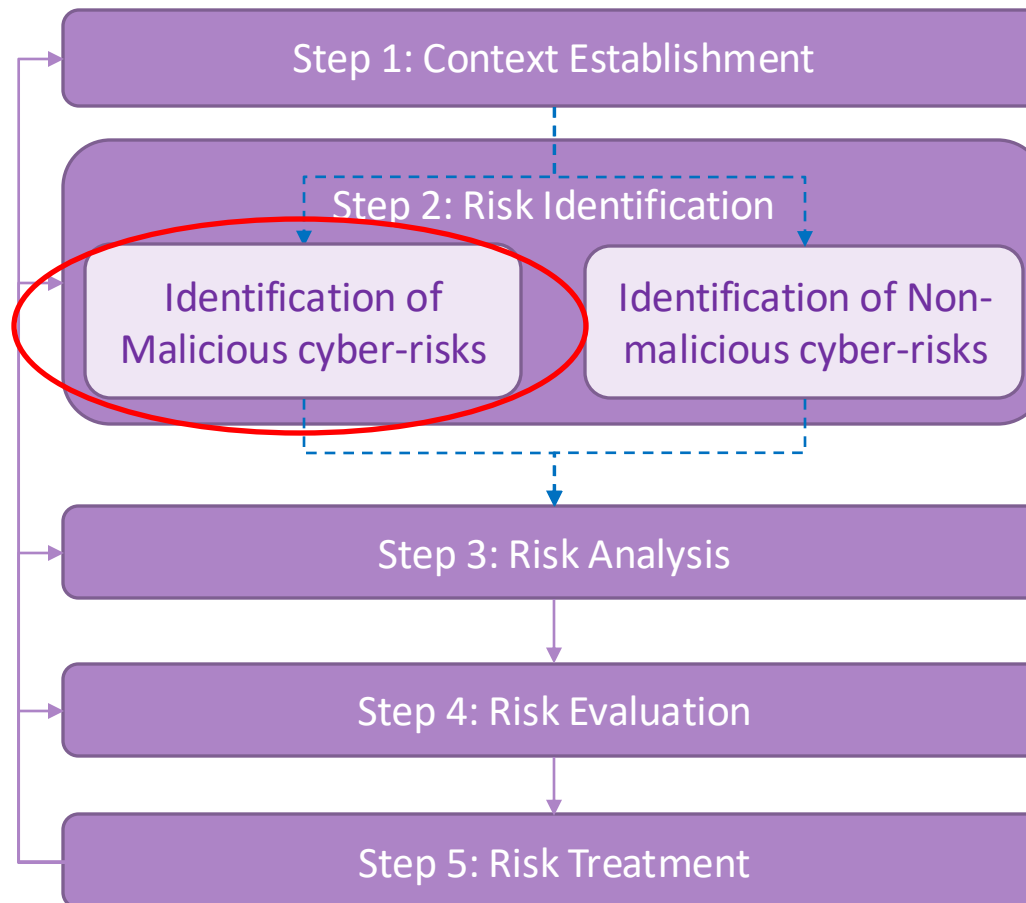 Step 1: Context Establishment
Step 2: Risk Identification
Identification of
Malicious cyber-risks
Identification of Non-
malicious cyber-risks
Step 3: Risk Analysis
Step 4: Risk Evaluation
Step 5: Risk Treatment